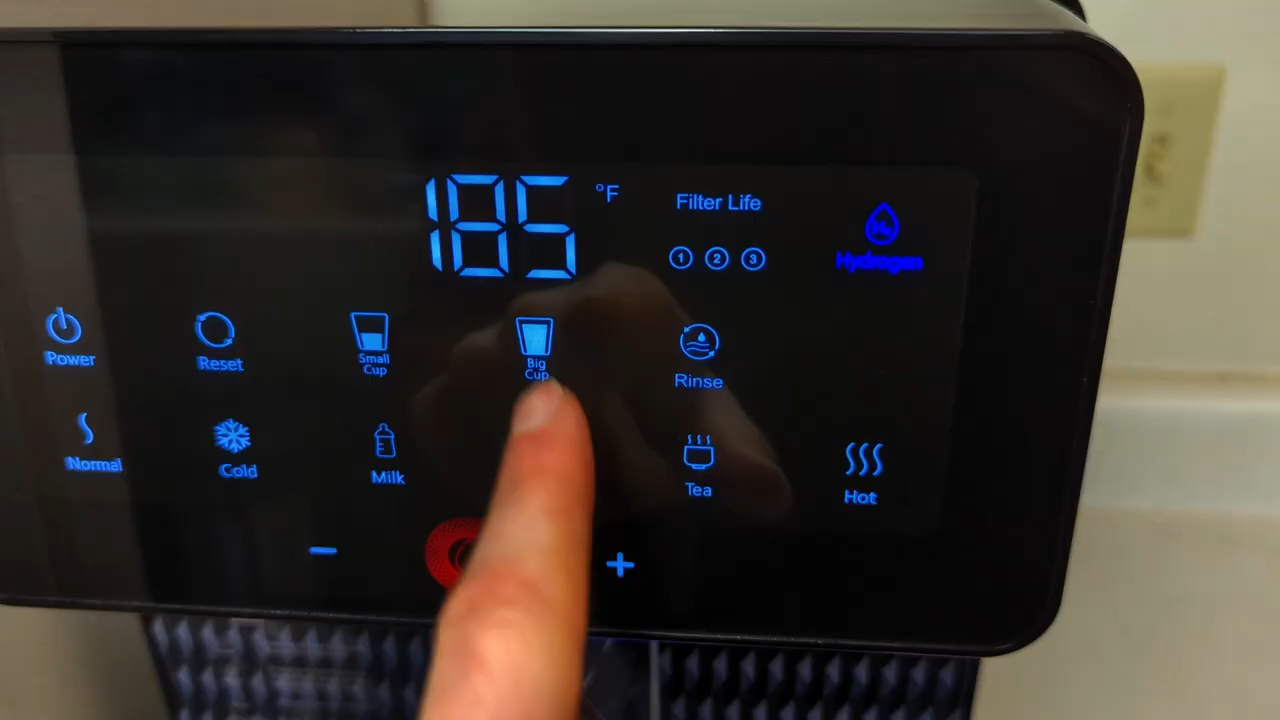 185 °F
Filter Life
1 2 3
Hydrogen
Power
Reset
Small
Cup
Big
Cup
Rinse
Normal
Cold
Milk
Tea
Hot
−
+